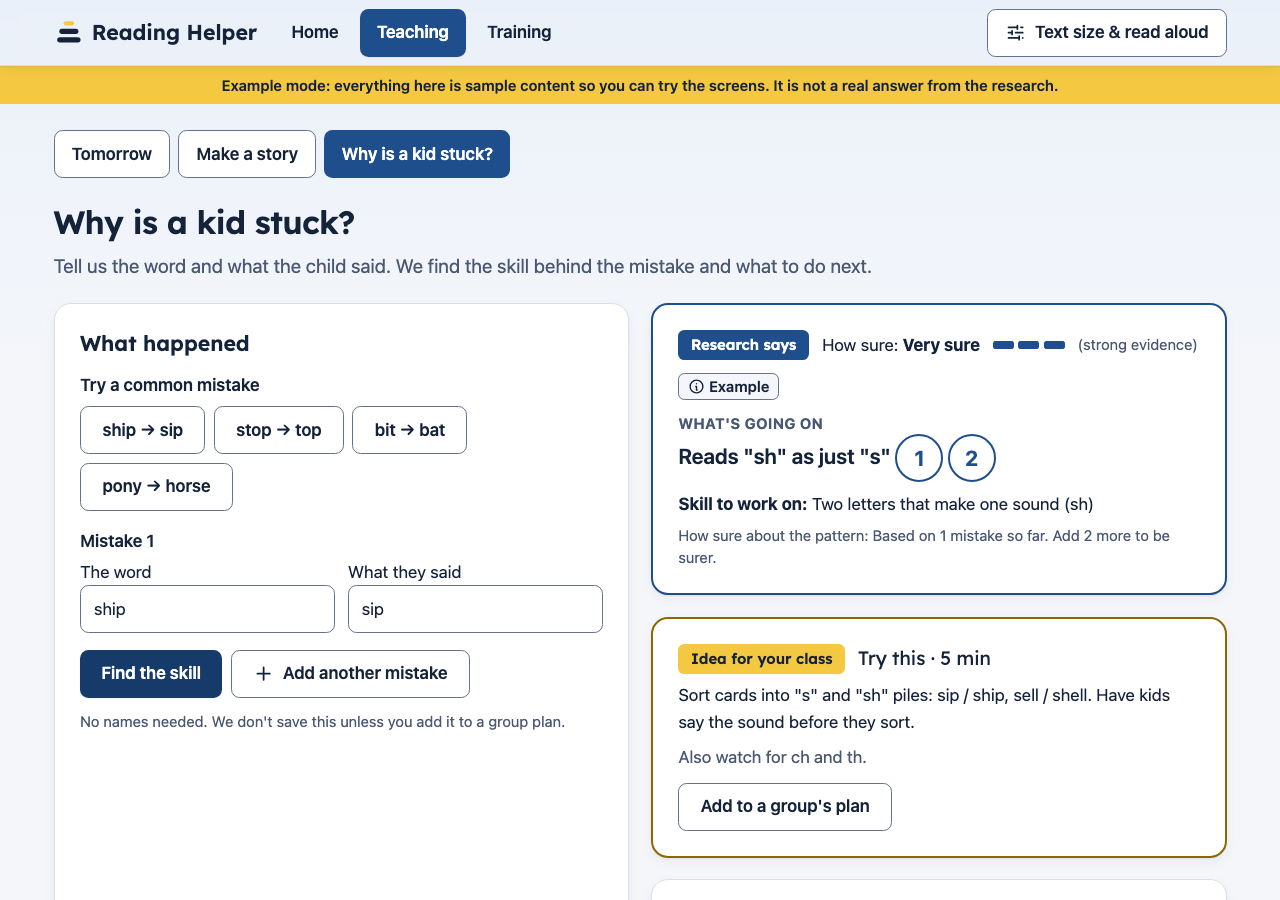 Reading Helper
Home
Teaching
Training
Text size & read aloud
Example mode: everything here is sample content so you can try the screens. It is not a real answer from the research.
Tomorrow
Make a story
Why is a kid stuck?
Why is a kid stuck?
Tell us the word and what the child said. We find the skill behind the mistake and what to do next.
What happened
Try a common mistake
ship → sip
stop → top
bit → bat
pony → horse
Mistake 1
The word
What they said
ship
sip
Find the skill
+ Add another mistake
No names needed. We don't save this unless you add it to a group plan.
Research says
How sure: Very sure
(strong evidence)
Example
WHAT'S GOING ON
Reads "sh" as just "s" 1 2
Skill to work on: Two letters that make one sound (sh)
How sure about the pattern: Based on 1 mistake so far. Add 2 more to be
surer.
Idea for your class
Try this · 5 min
Sort cards into "s" and "sh" piles: sip / ship, sell / shell. Have kids
say the sound before they sort.
Also watch for ch and th.
Add to a group's plan